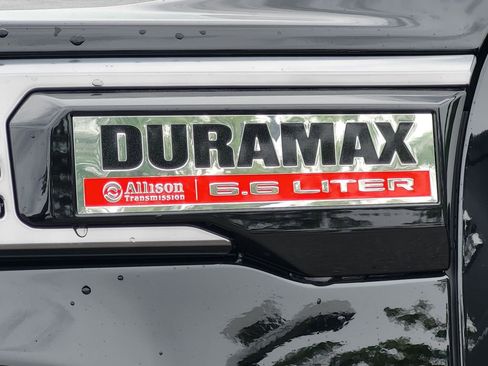 DURAMAX
Allison
Transmission
6.6 LITER